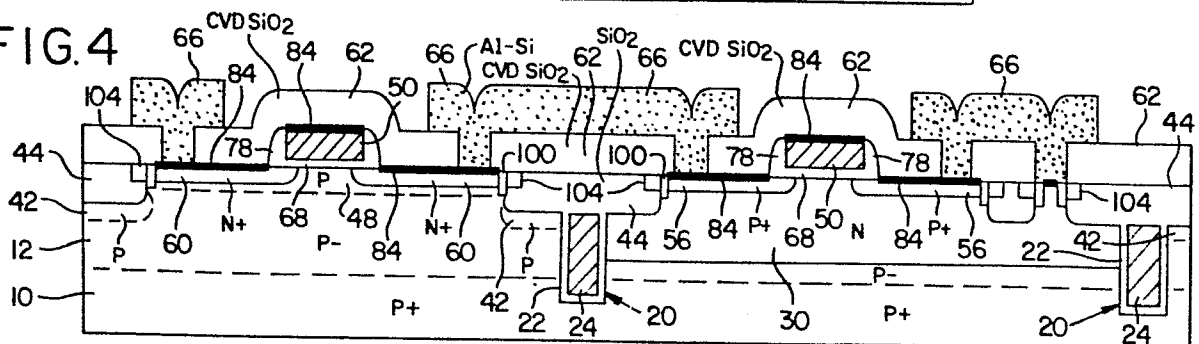 FIG.4
CVD SiO2 Al-Si SiO2
66 84 62 66 CVD SiO2 62 66 CVD SiO2 84 62 66
104 84 50 62 44
44 78 100 100 78 78
42 P 104 104
12 P 60 N+ 68 48 N+ 60 44 56 P+ 68 50 N P+ 56
P- 84 P 84 84 22 42
42 P-
10 P+ 22 24 20 30 P+ 20 24